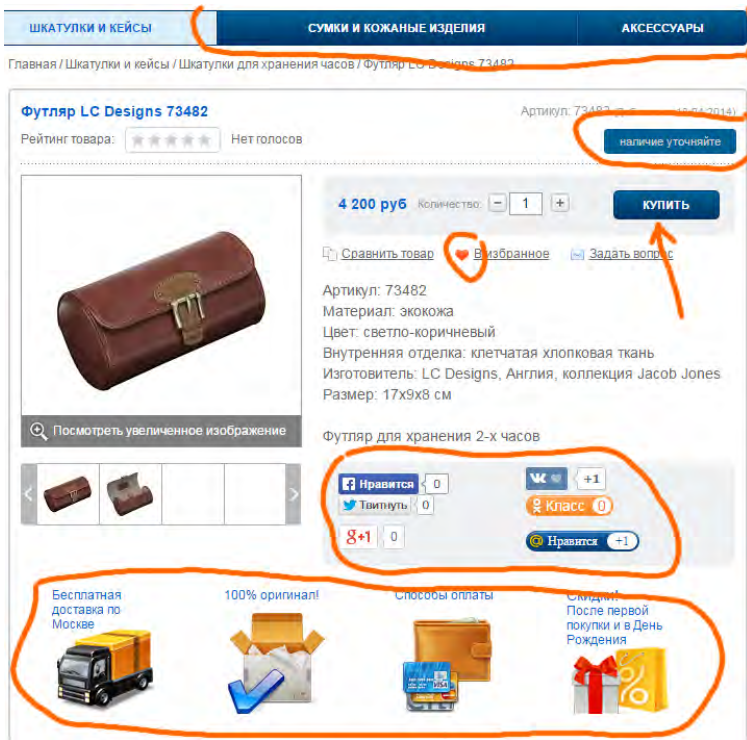 ШКАТУЛКИ И КЕЙСЫ СУМКИ И КОЖАНЫЕ ИЗДЕЛИЯ АКСЕССУАРЫ
Главная / Шкатулки и кейсы / Шкатулки для хранения часов / Футляр LC Designs 73482
Футляр LC Designs 73482 Артикул: 73482
Рейтинг товара: Нет голосов наличие уточняйте
4 200 руб Количество: − 1 + КУПИТЬ
Сравнить товар В избранное Задать вопрос
Артикул: 73482
Материал: экокожа
Цвет: светло-коричневый
Внутренняя отделка: клетчатая хлопковая ткань
Изготовитель: LC Designs, Англия, коллекция Jacob Jones
Размер: 17х9х8 см
Посмотреть увеличенное изображение
Футляр для хранения 2-х часов
Нравится 0 +1
Твитнуть 0 Класс 0
g+1 0 Нравится +1
Бесплатная доставка по Москве
100% оригинал!
Способы оплаты
Скидки!
После первой
покупки и в День
Рождения